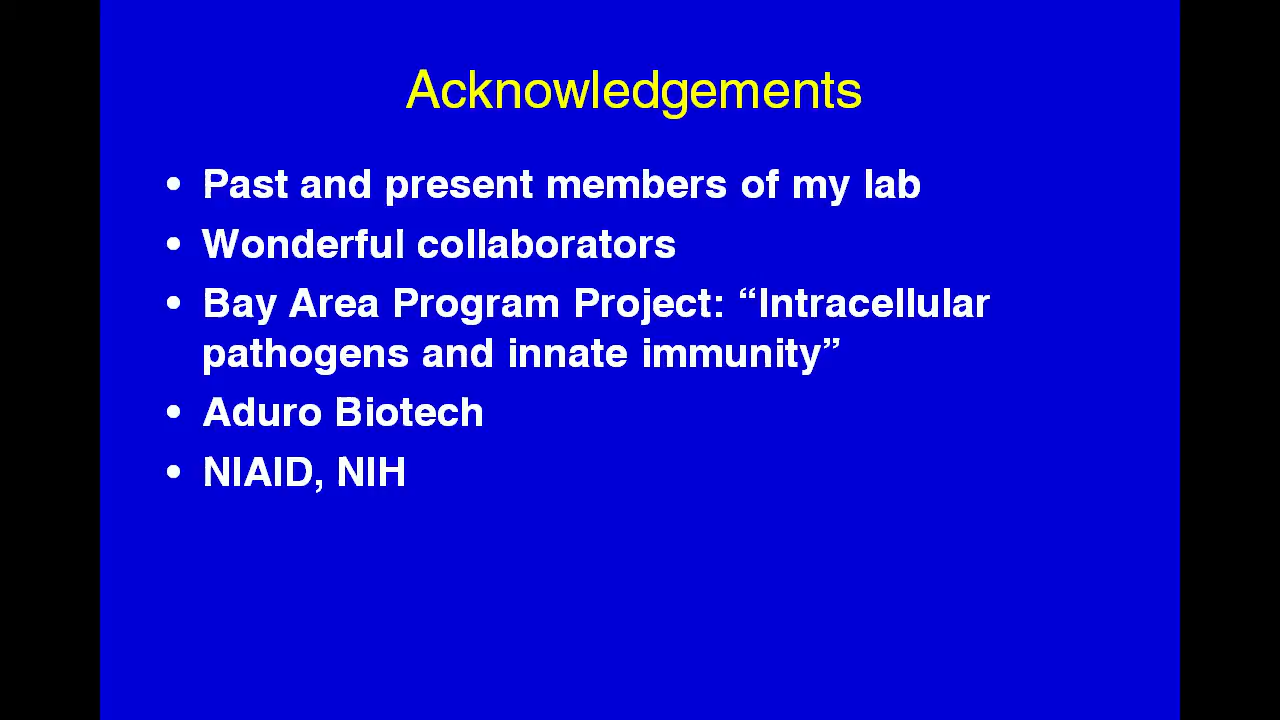 Acknowledgements
• Past and present members of my lab
• Wonderful collaborators
• Bay Area Program Project: “Intracellular
pathogens and innate immunity”
• Aduro Biotech
• NIAID, NIH